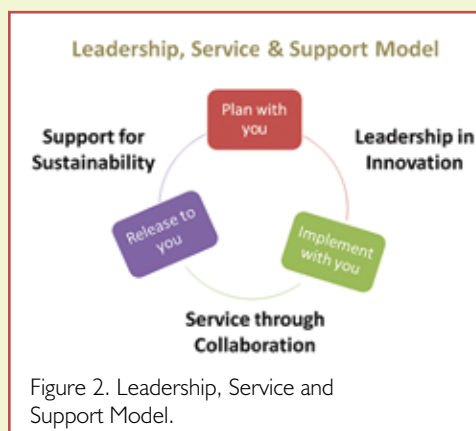 Leadership, Service & Support Model
Plan with
you
Support for
Sustainability
Leadership in
Innovation
Release to
you
Implement
with you
Service through
Collaboration
Figure 2. Leadership, Service and
Support Model.